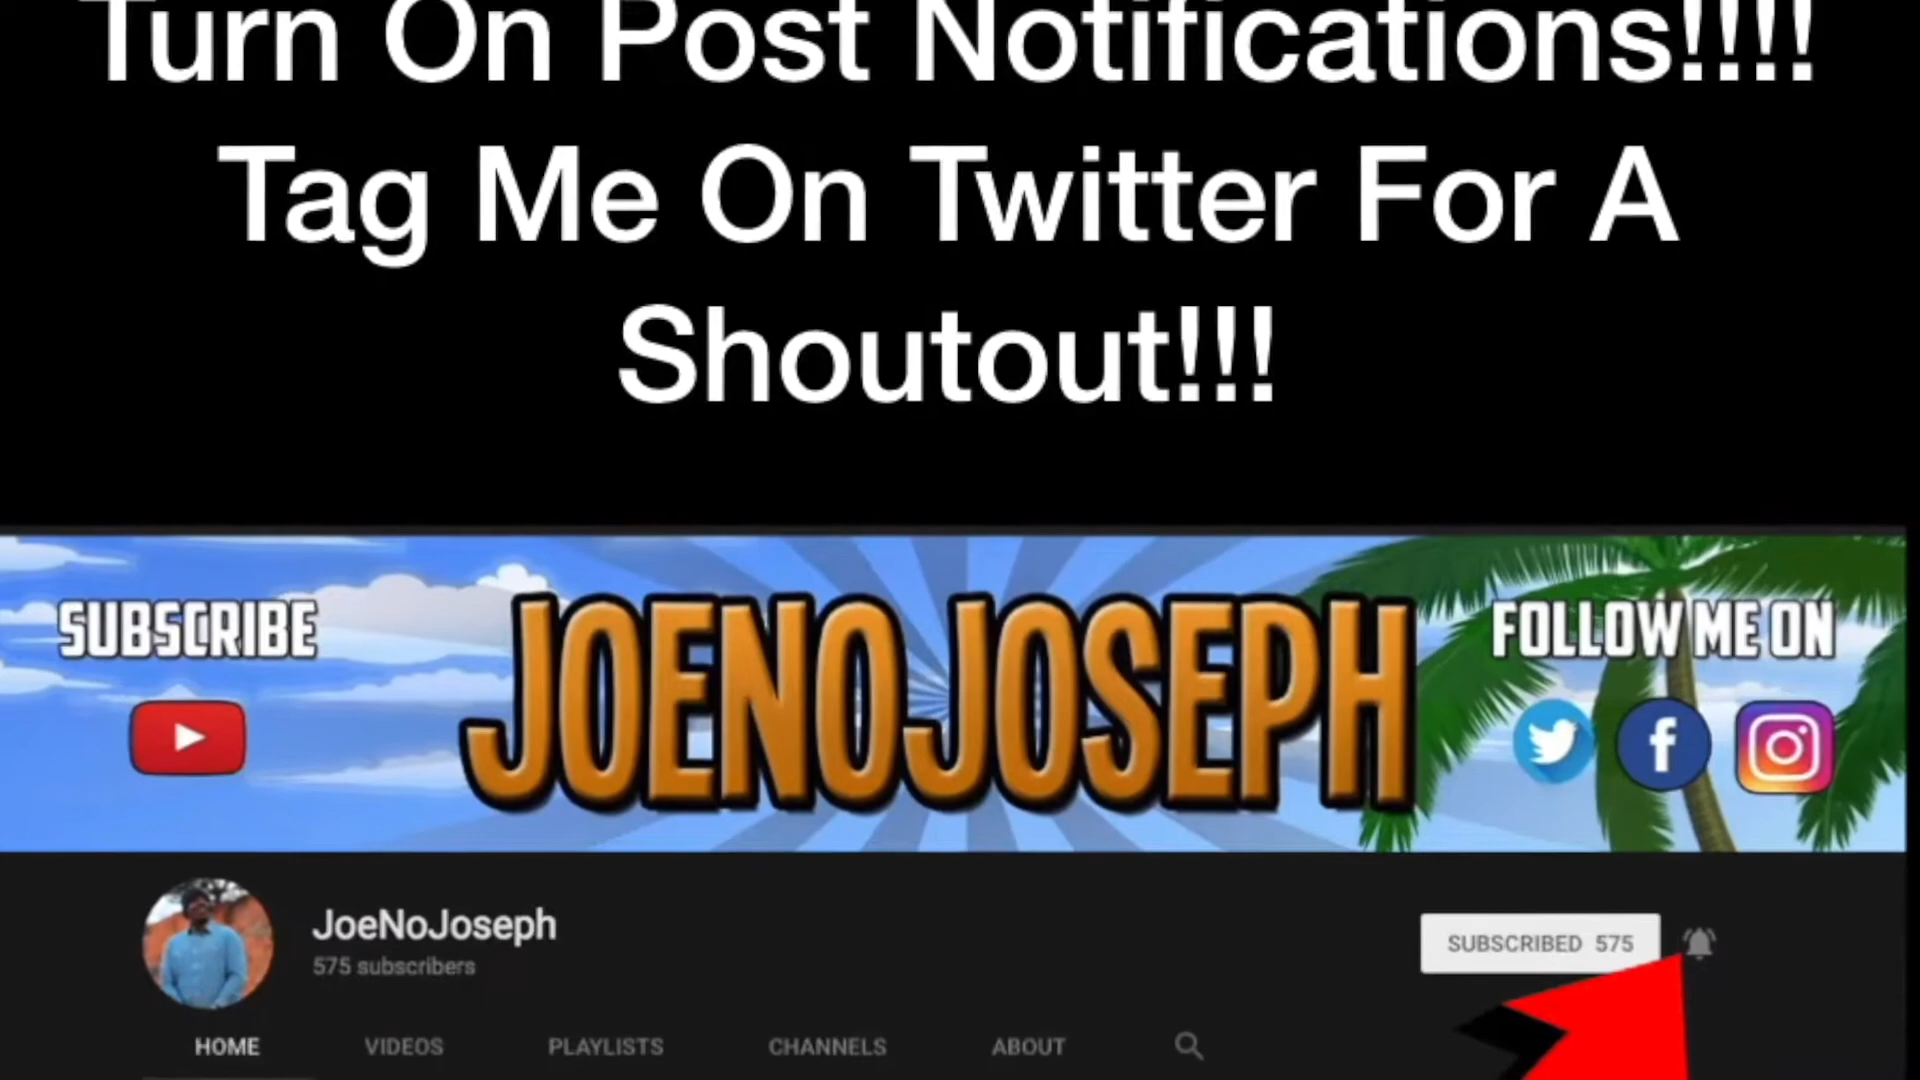 Turn On Post Notifications!!!!
Tag Me On Twitter For A
Shoutout!!!
SUBSCRIBE
JOENOJOSEPH
FOLLOW ME ON
JoeNoJoseph
575 subscribers
SUBSCRIBED 575
HOME VIDEOS PLAYLISTS CHANNELS ABOUT